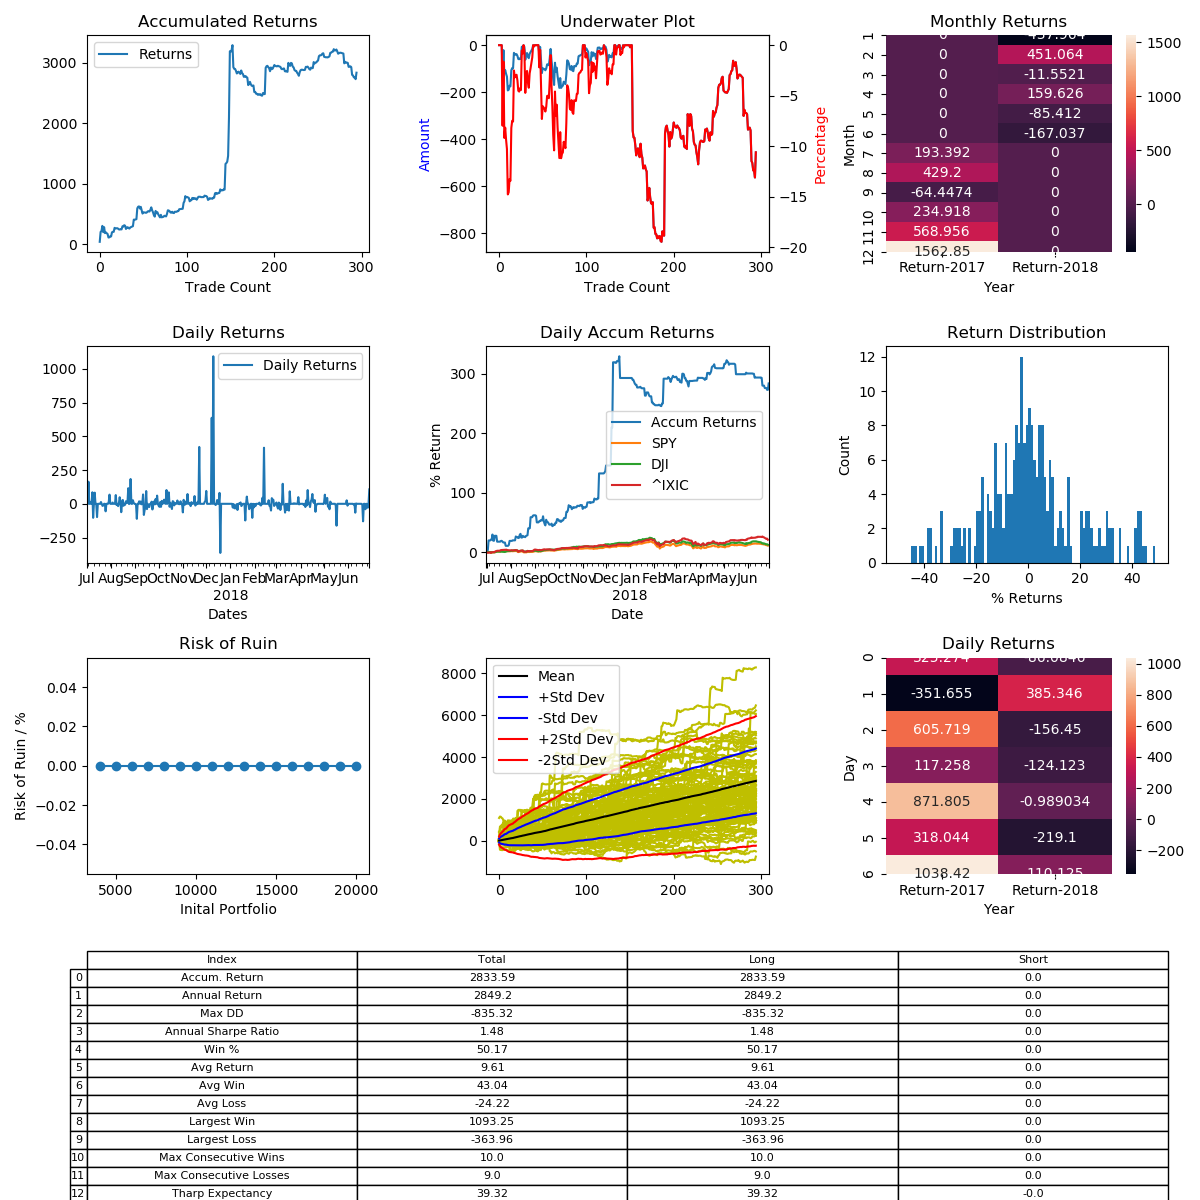 Accumulated Returns
Returns
3000
2000
1000
0
0 100 200 300
Trade Count
Underwater Plot
Amount
0
−200
−400
−600
−800
0
−5
−10
−15
−20
Percentage
0 100 200 300
Trade Count
Monthly Returns
Month
1 0
2 0 451.064
3 0 -11.5521
4 0 159.626
5 0 -85.412
6 0 -167.037
7 193.392 0
8 429.2 0
9 -64.4474 0
10 234.918 0
11 568.956 0
12 1562.85 0
Return-2017 Return-2018
Year
1500
1000
500
0
Daily Returns
Daily Returns
1000
750
500
250
0
−250
Jul Aug Sep Oct Nov Dec Jan Feb Mar Apr May Jun
2018
Dates
Daily Accum Returns
% Return
300
200
100
0
Accum Returns
SPY
DJI
^IXIC
Jul Aug Sep Oct Nov Dec Jan Feb Mar Apr May Jun
2018
Date
Return Distribution
Count
12
10
8
6
4
2
0
−40 −20 0 20 40
% Returns
Risk of Ruin
Risk of Ruin / %
0.04
0.02
0.00
−0.02
−0.04
5000 10000 15000 20000
Inital Portfolio
8000
6000
4000
2000
0
Mean
+Std Dev
-Std Dev
+2Std Dev
-2Std Dev
0 100 200 300
Daily Returns
Day
0
1 -351.655 385.346
2 605.719 -156.45
3 117.258 -124.123
4 871.805 -0.989034
5 318.044 -219.1
6 1038.42 110.125
Return-2017 Return-2018
Year
1000
800
600
400
200
0
−200
Index Total Long Short
0 Accum. Return 2833.59 2833.59 0.0
1 Annual Return 2849.2 2849.2 0.0
2 Max DD -835.32 -835.32 0.0
3 Annual Sharpe Ratio 1.48 1.48 0.0
4 Win % 50.17 50.17 0.0
5 Avg Return 9.61 9.61 0.0
6 Avg Win 43.04 43.04 0.0
7 Avg Loss -24.22 -24.22 0.0
8 Largest Win 1093.25 1093.25 0.0
9 Largest Loss -363.96 -363.96 0.0
10 Max Consecutive Wins 10.0 10.0 0.0
11 Max Consecutive Losses 9.0 9.0 0.0
12 Tharp Expectancy 39.32 39.32 -0.0